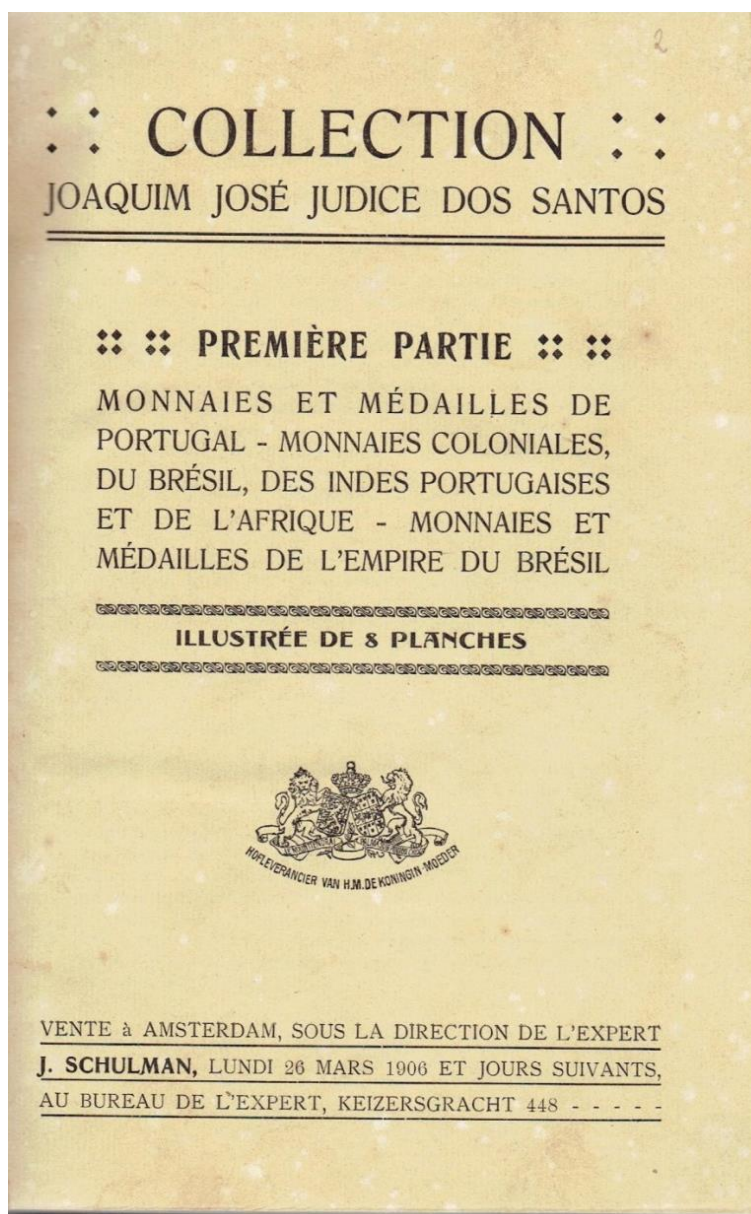 2
COLLECTION
JOAQUIM JOSÉ JUDICE DOS SANTOS
PREMIÈRE PARTIE
MONNAIES ET MÉDAILLES DE
PORTUGAL - MONNAIES COLONIALES,
DU BRÉSIL, DES INDES PORTUGAISES
ET DE L'AFRIQUE - MONNAIES ET
MÉDAILLES DE L'EMPIRE DU BRÉSIL
ILLUSTRÉE DE 8 PLANCHES
HOFLEVERANCIER VAN H.M. DE KONINGIN-MOEDER
VENTE à AMSTERDAM, SOUS LA DIRECTION DE L'EXPERT
J. SCHULMAN, LUNDI 26 MARS 1906 ET JOURS SUIVANTS,
AU BUREAU DE L'EXPERT, KEIZERSGRACHT 448 - - - - -